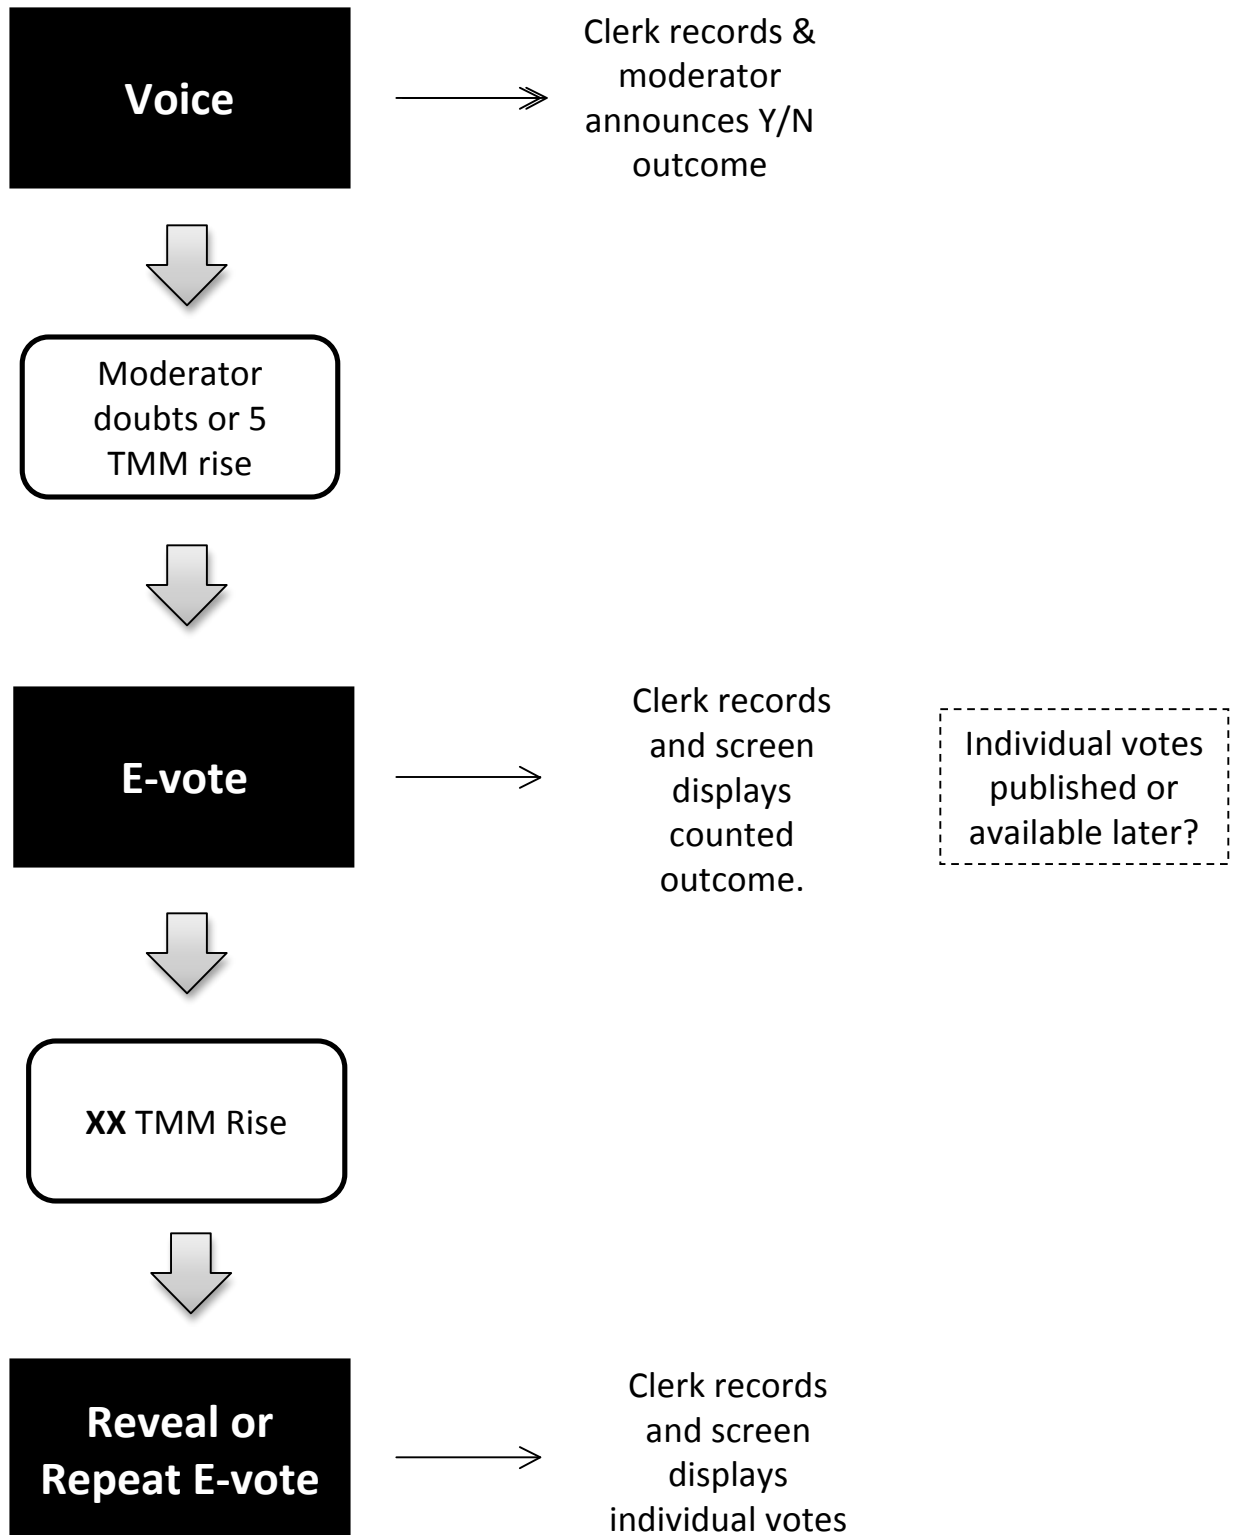 Voice
Clerk records &
moderator
announces Y/N
outcome
Moderator
doubts or 5
TMM rise
E-vote
Clerk records
and screen
displays
counted
outcome.
Individual votes
published or
available later?
XX TMM Rise
Reveal or
Repeat E-vote
Clerk records
and screen
displays
individual votes